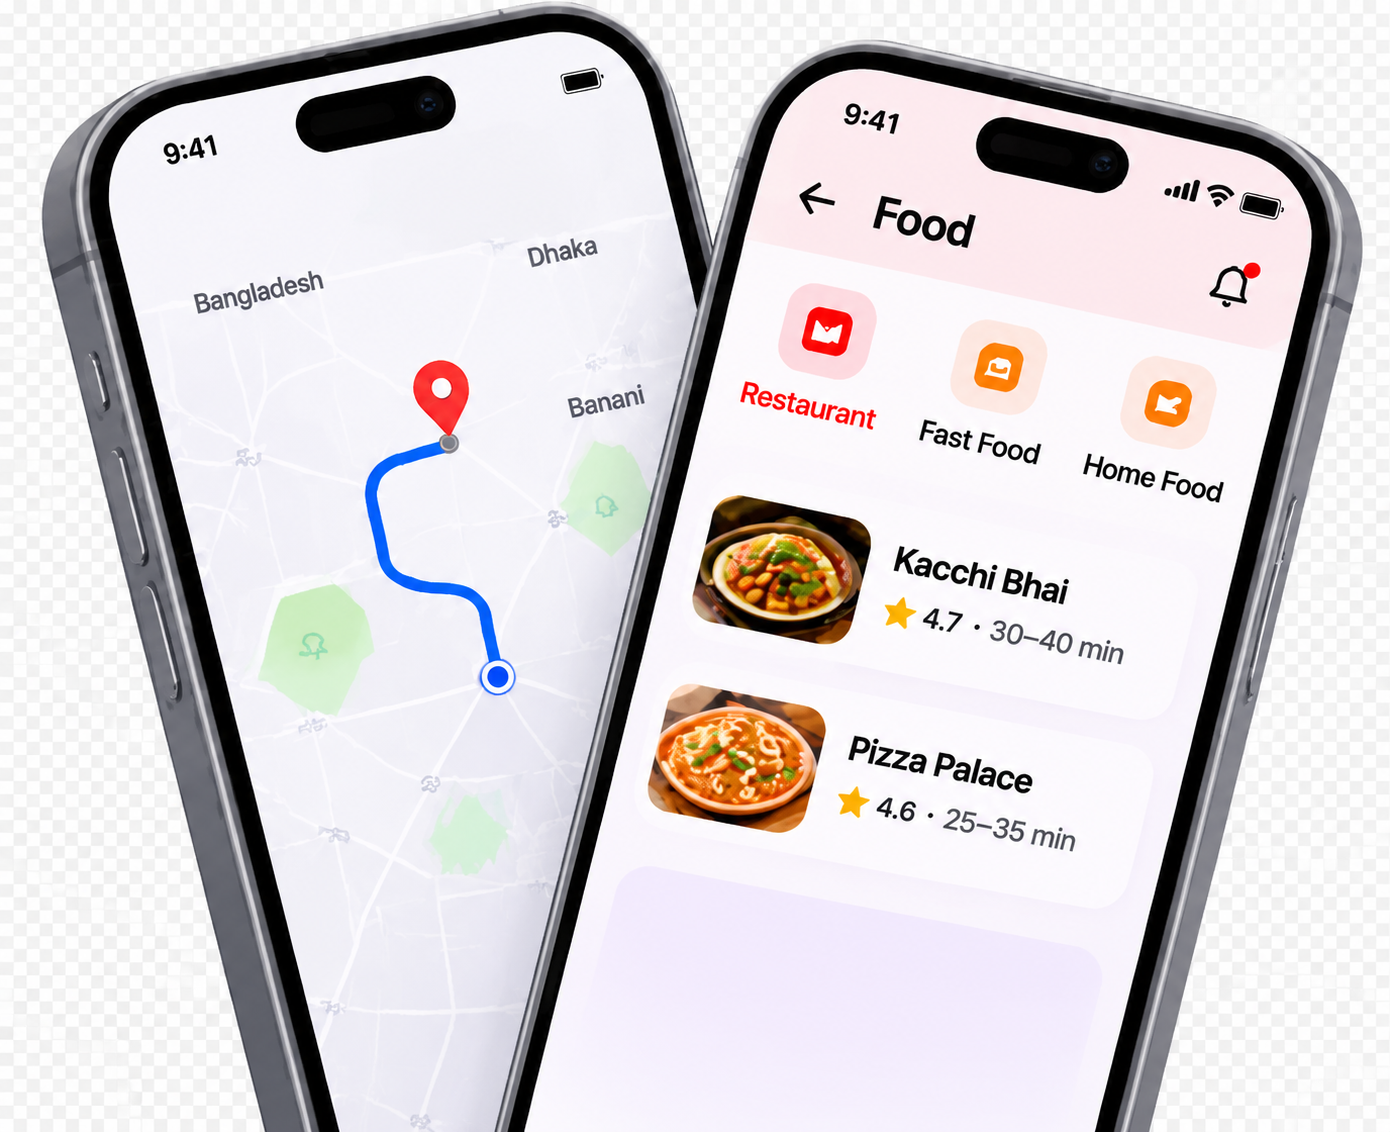 9:41
Bangladesh
Dhaka
Banani
9:41
Food
Restaurant
Fast Food
Home Food
Kacchi Bhai
4.7 • 30–40 min
Pizza Palace
4.6 • 25–35 min